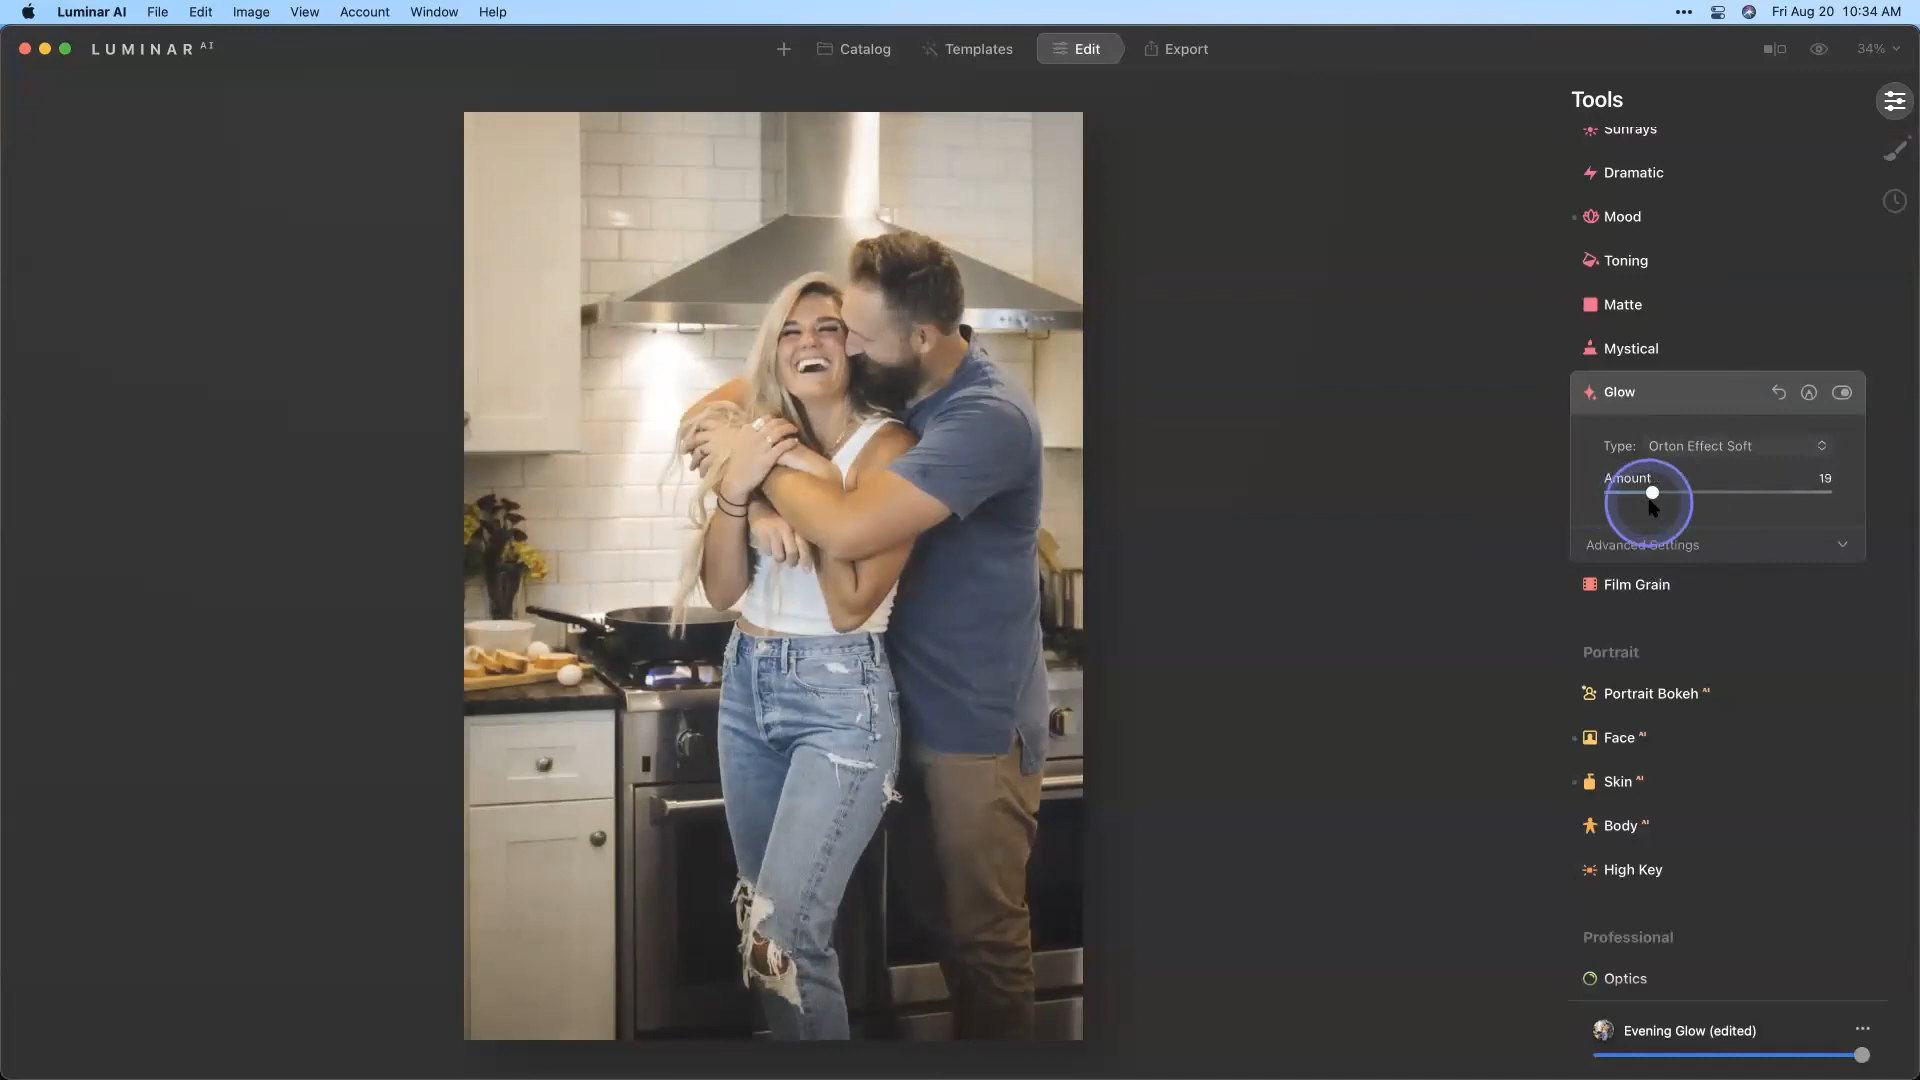 Luminar AI File Edit Image View Account Window Help ••• Fri Aug 20 10:34 AM
LUMINAR AI + Catalog Templates Edit Export 34%
Tools
Sunrays
Dramatic
Mood
Toning
Matte
Mystical
Glow
Type: Orton Effect Soft
Amount 19
Advanced Settings
Film Grain
Portrait
Portrait Bokeh AI
Face AI
Skin AI
Body AI
High Key
Professional
Optics
Evening Glow (edited) •••